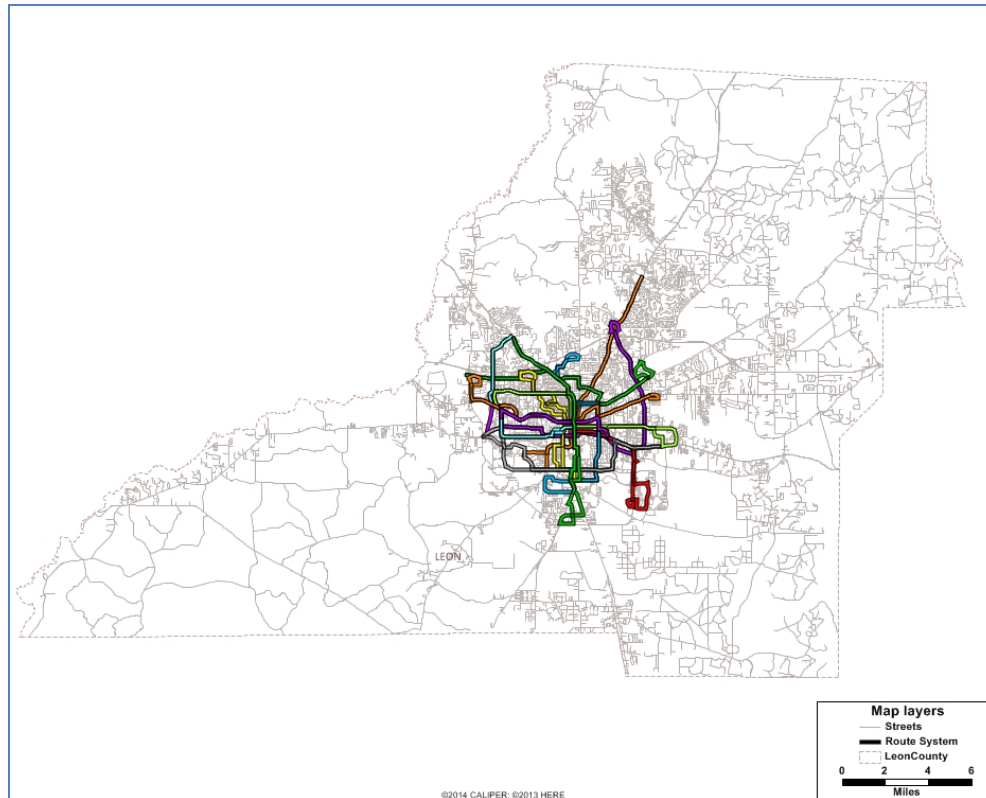 LEON
Map layers
Streets
Route System
LeonCounty
0 2 4 6
Miles
©2014 CALIPER; ©2013 HERE